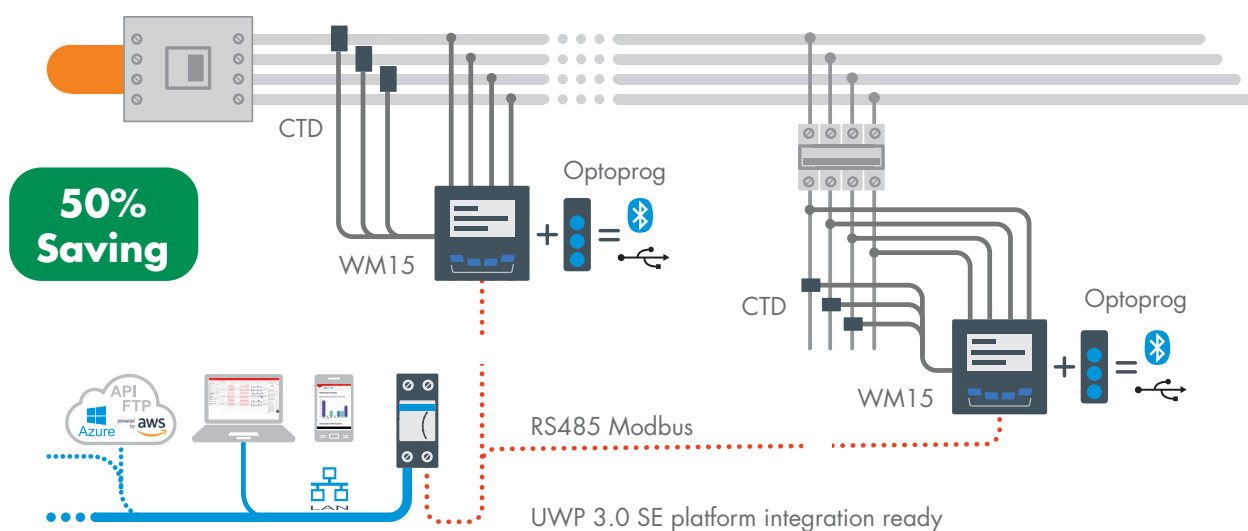 CTD
Optoprog
50%
Saving
WM15
CTD
Optoprog
WM15
API
FTP
Azure
powered by aws
LAN
RS485 Modbus
UWP 3.0 SE platform integration ready